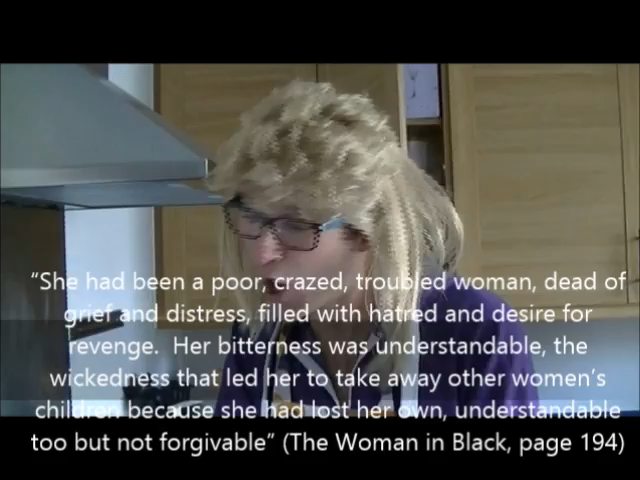 “She had been a poor, crazed, troubled woman, dead of
grief and distress, filled with hatred and desire for
revenge.  Her bitterness was understandable, the
wickedness that led her to take away other women’s
children because she had lost her own, understandable
too but not forgivable” (The Woman in Black, page 194)